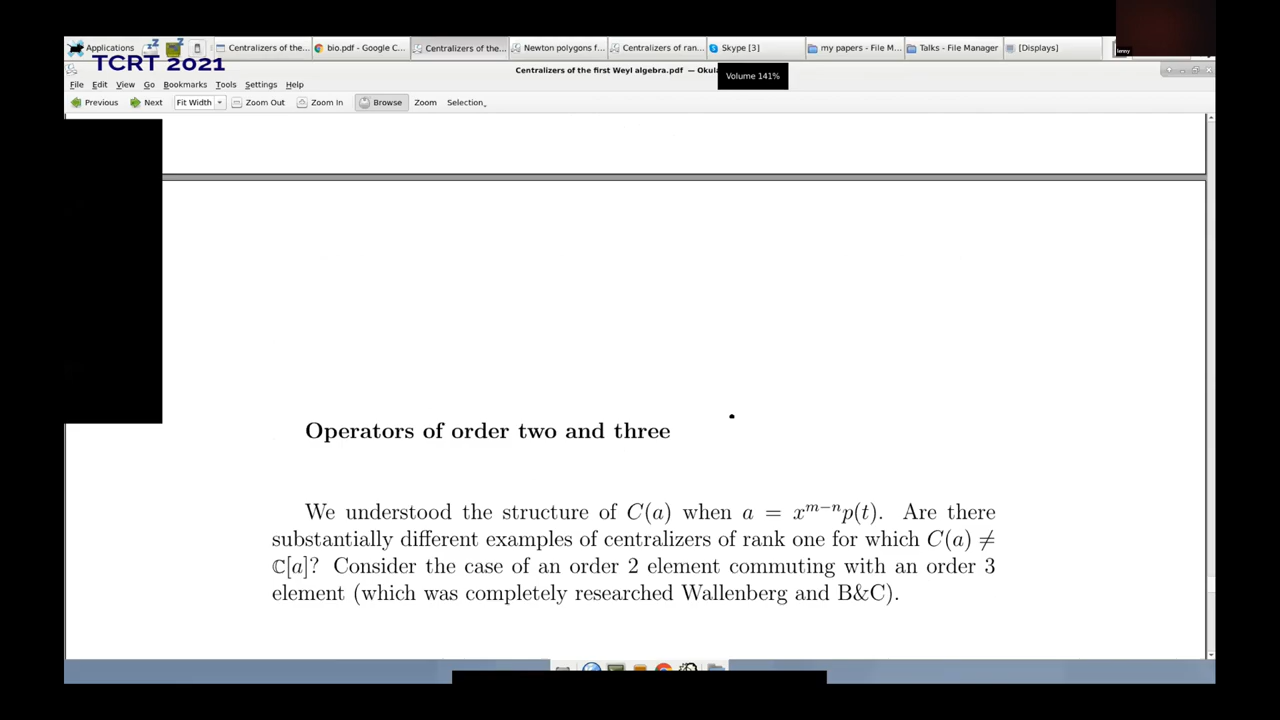 Applications
Centralizers of the...
bio.pdf - Google C...
Centralizers of the...
Newton polygons f...
Centralizers of ran...
Skype [3]
my papers - File M...
Talks - File Manager
[Displays]
TCRT 2021
Centralizers of the first Weyl algebra.pdf — Okul
Volume 141%
File Edit View Go Bookmarks Tools Settings Help
Previous Next Fit Width Zoom Out Zoom In Browse Zoom Selection
Operators of order two and three
We understood the structure of C(a) when a = x^{m−n}p(t). Are there
substantially different examples of centralizers of rank one for which C(a) ≠
ℂ[a]? Consider the case of an order 2 element commuting with an order 3
element (which was completely researched Wallenberg and B&C).